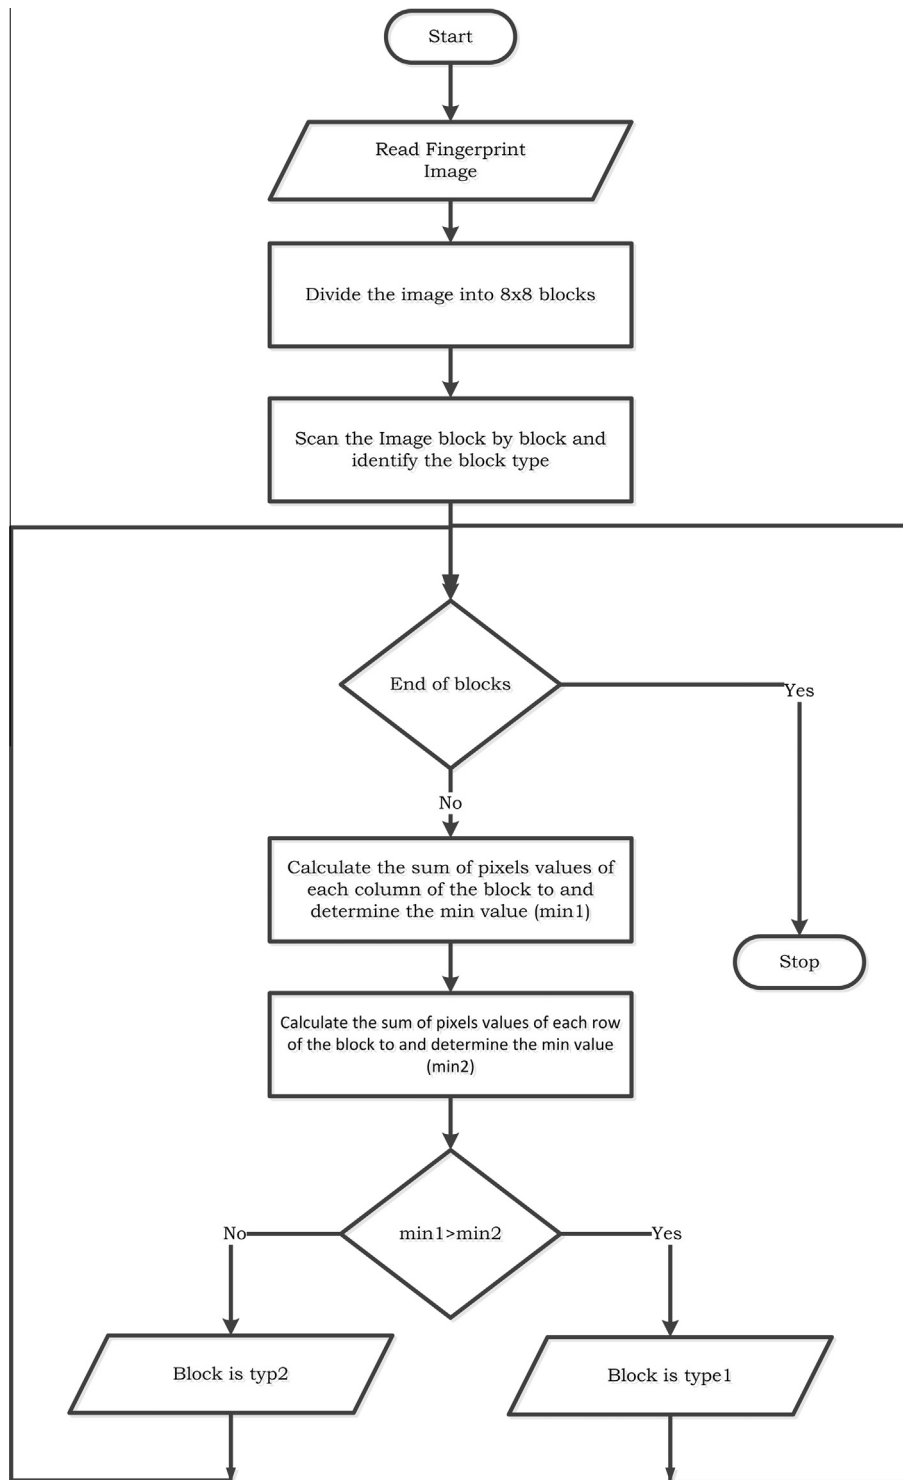 Start
Read Fingerprint
Image
Divide the image into 8x8 blocks
Scan the Image block by block and
identify the block type
End of blocks
Yes
No
Calculate the sum of pixels values of
each column of the block to and
determine the min value (min1)
Stop
Calculate the sum of pixels values of each row
of the block to and determine the min value
(min2)
No
min1>min2
Yes
Block is typ2
Block is type1